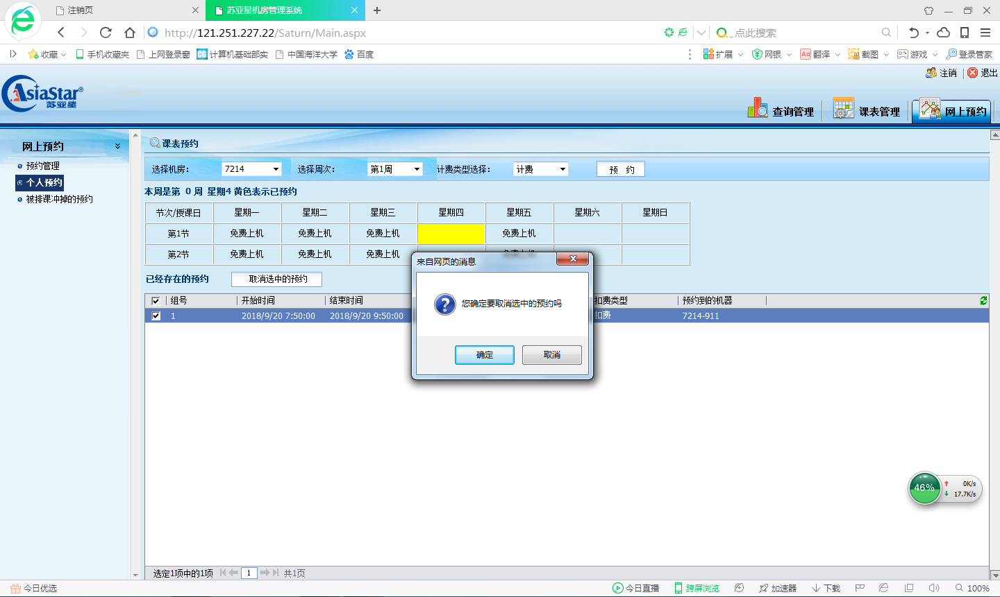 注销页
苏亚星机房管理系统
http://121.251.227.22/Saturn/Main.aspx
点此搜索
收藏 手机收藏夹 上网登录窗 计算机基础部实 中国海洋大学 百度
扩展 网银 翻译 截图 游戏 登录管家
注销 退出
AsiaStar®
苏亚星
查询管理 课表管理 网上预约
网上预约
预约管理
个人预约
被排课冲掉的预约
课表预约
选择机房： 7214 选择周次： 第1周 计费类型选择： 计费 预 约
本周是第 0 周 星期4 黄色表示已预约
节次/授课日 星期一 星期二 星期三 星期四 星期五 星期六 星期日
第1节 免费上机 免费上机 免费上机 免费上机
第2节 免费上机 免费上机 免费上机
已经存在的预约 取消选中的预约
组号 开始时间 结束时间 扣费类型 预约到的机器
1 2018/9/20 7:50:00 2018/9/20 9:50:00 扣费 7214-911
来自网页的消息
您确定要取消选中的预约吗
确定 取消
46% 0K/s
17.7K/s
选定1项中的1项 1 共1页
今日优选 今日直播 跨屏浏览 加速器 下载 100%